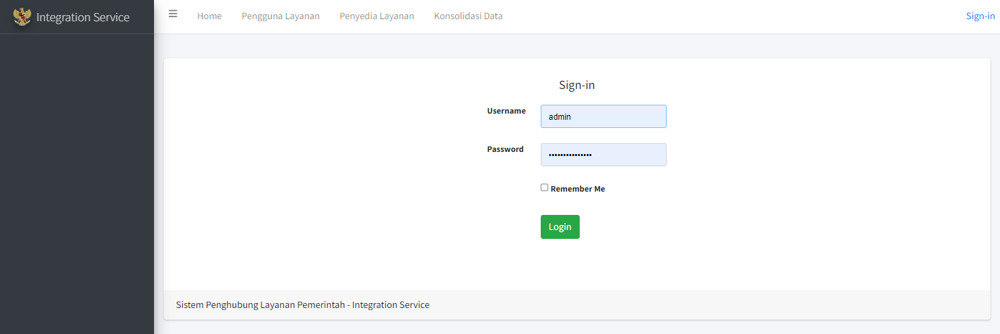 Integration Service
Home Pengguna Layanan Penyedia Layanan Konsolidasi Data Sign-in
Sign-in
Username admin
Password •••••••••••••••
Remember Me
Login
Sistem Penghubung Layanan Pemerintah - Integration Service